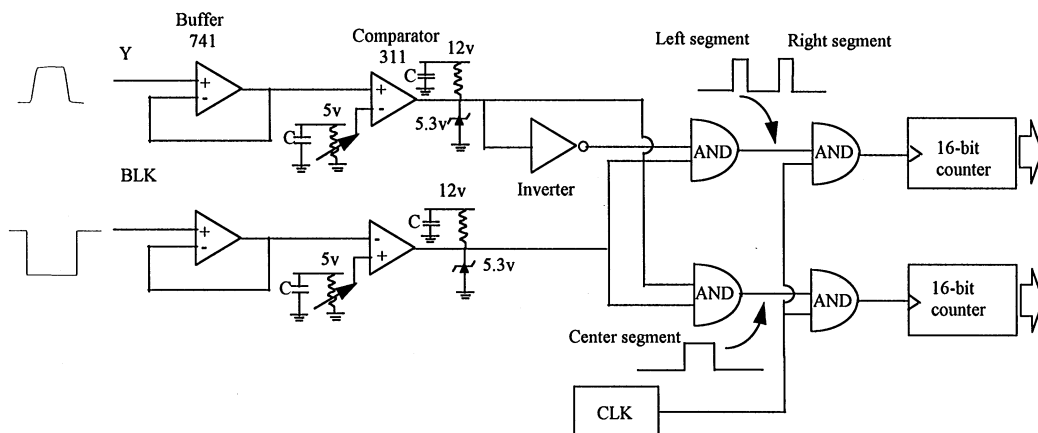 Buffer
741
Y
Comparator
311
12v
C
5v
C
5.3v
Left segment
Right segment
Inverter
AND
AND
16-bit
counter
BLK
12v
C
5v
C
5.3v
AND
AND
16-bit
counter
Center segment
CLK